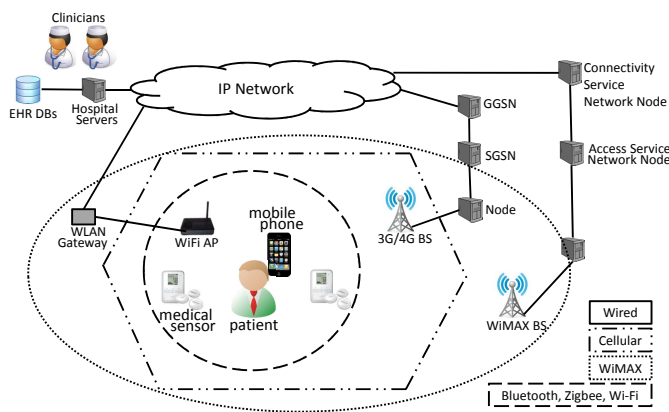 Clinicians
EHR DBs
Hospital
Servers
IP Network
Connectivity
Service
Network Node
GGSN
SGSN
Access Service
Network Node
Node
WLAN
Gateway
WiFi AP
mobile
phone
3G/4G BS
medical
sensor
patient
WiMAX BS
Wired
Cellular
WiMAX
Bluetooth, Zigbee, Wi-Fi